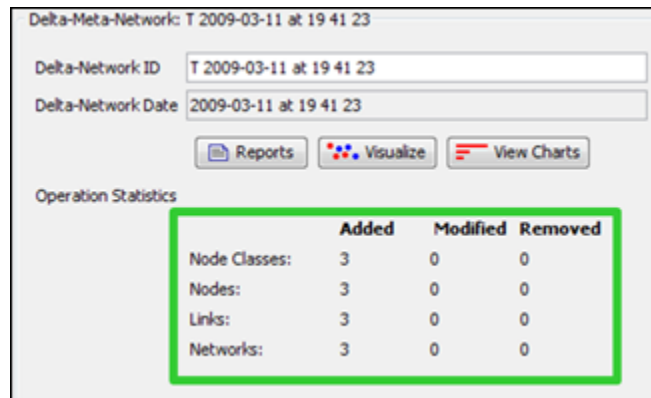 Delta-Meta-Network: T 2009-03-11 at 19 41 23
Delta-Network ID T 2009-03-11 at 19 41 23
Delta-Network Date 2009-03-11 at 19 41 23
Reports Visualize View Charts
Operation Statistics
Added Modified Removed
Node Classes: 3 0 0
Nodes: 3 0 0
Links: 3 0 0
Networks: 3 0 0